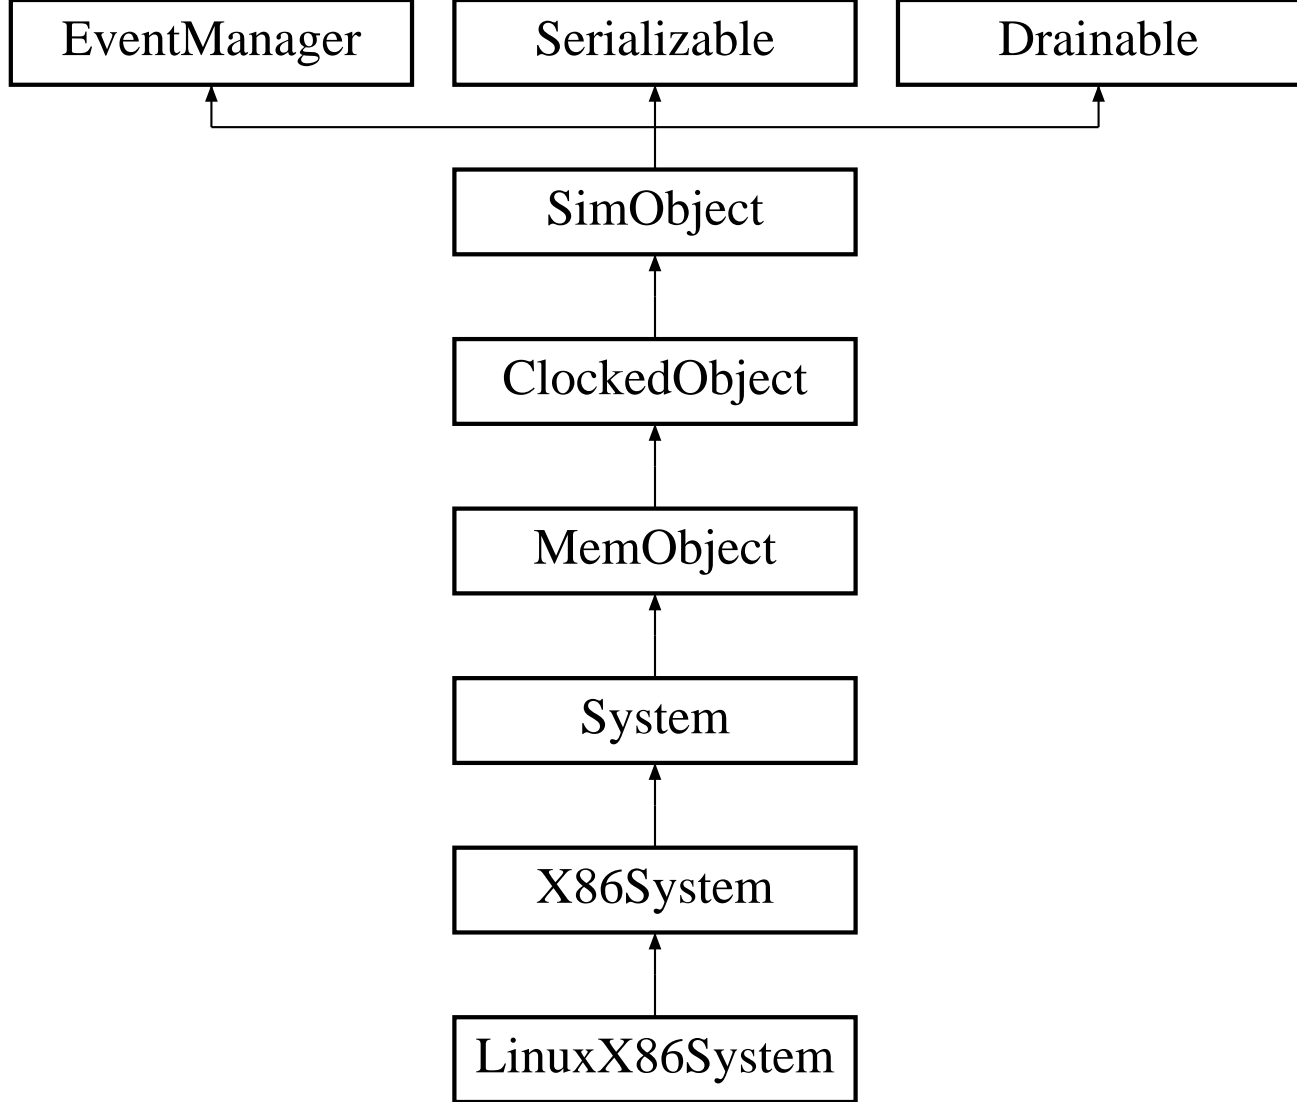 EventManager
Serializable
Drainable
SimObject
ClockedObject
MemObject
System
X86System
LinuxX86System